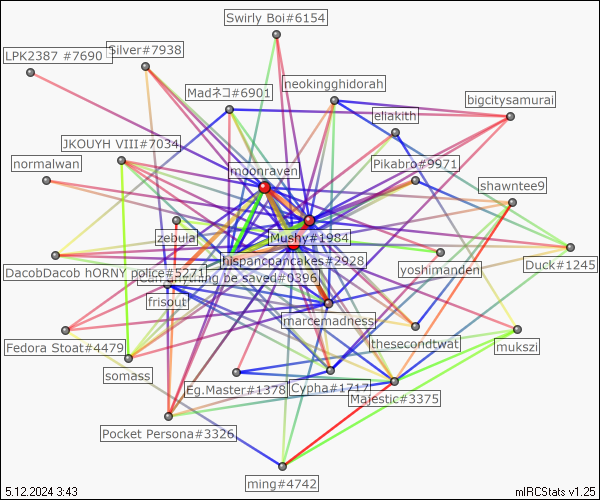 Swirly Boi#6154
Silver#7938
LPK2387 #7690
neokingghidorah
Madネコ#6901
bigcitysamurai
eliakith
JKOUYH VIII#7034
normalwan
moonraven
Pikabro#9971
shawntee9
zebula
Mushy#1984
hispancpancakes#2928
DacobDacob hORNY police#5271
yoshimanden
Duck#1245
be saved#0396
frisout
marcemadness
Fedora Stoat#4479
thesecondtwat
mukszi
somass
Eg.Master#1378
Cypha#1717
Majestic#3375
Pocket Persona#3326
ming#4742
5.12.2024 3:43
mIRCStats v1.25